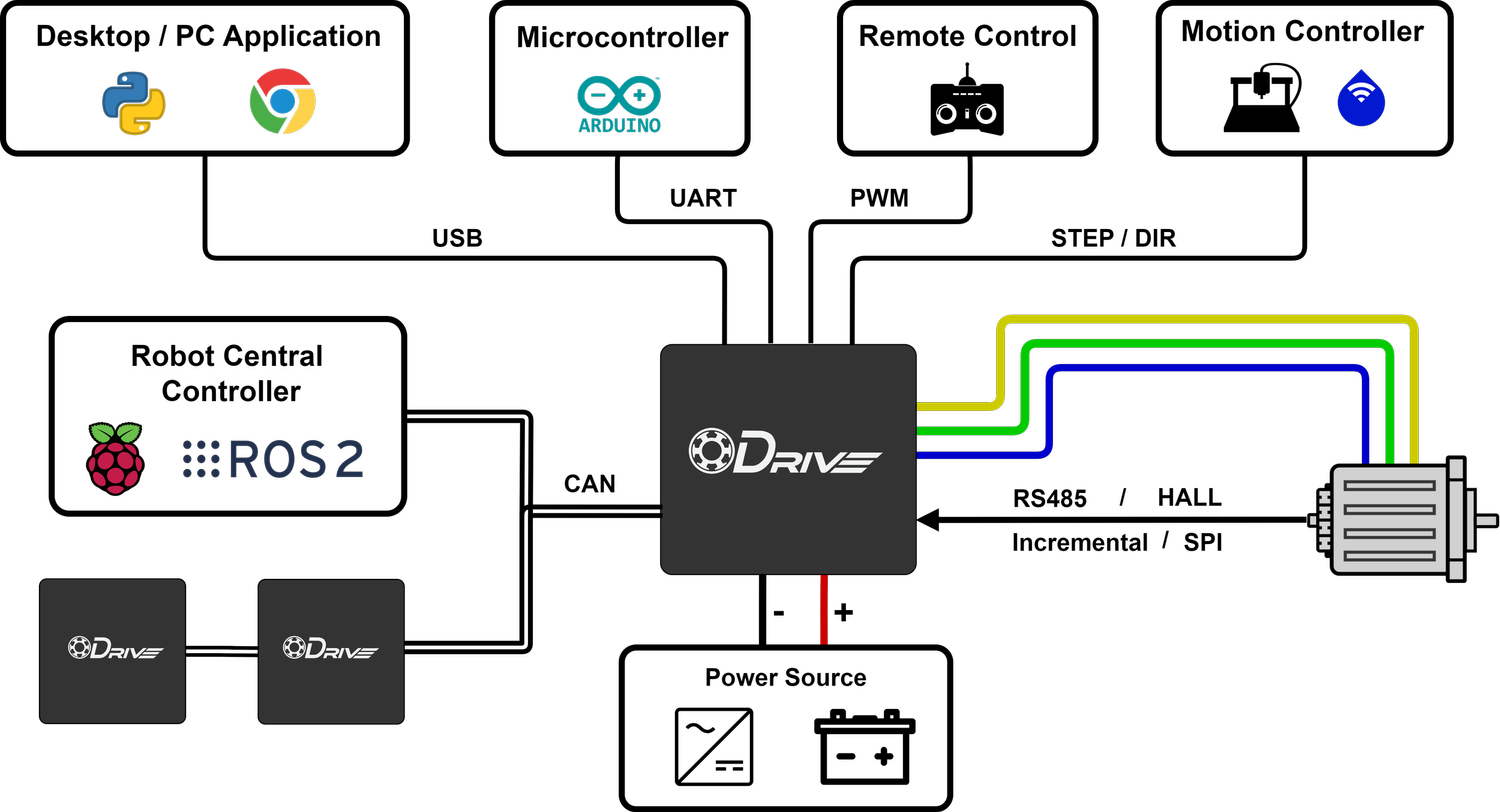 Desktop / PC Application
Microcontroller
Remote Control
Motion Controller
ARDUINO
UART
PWM
USB
STEP / DIR
Robot Central
Controller
ROS 2
CAN
ODRIVE
RS485 / HALL
Incremental / SPI
ODRIVE
ODRIVE
- +
Power Source
- +